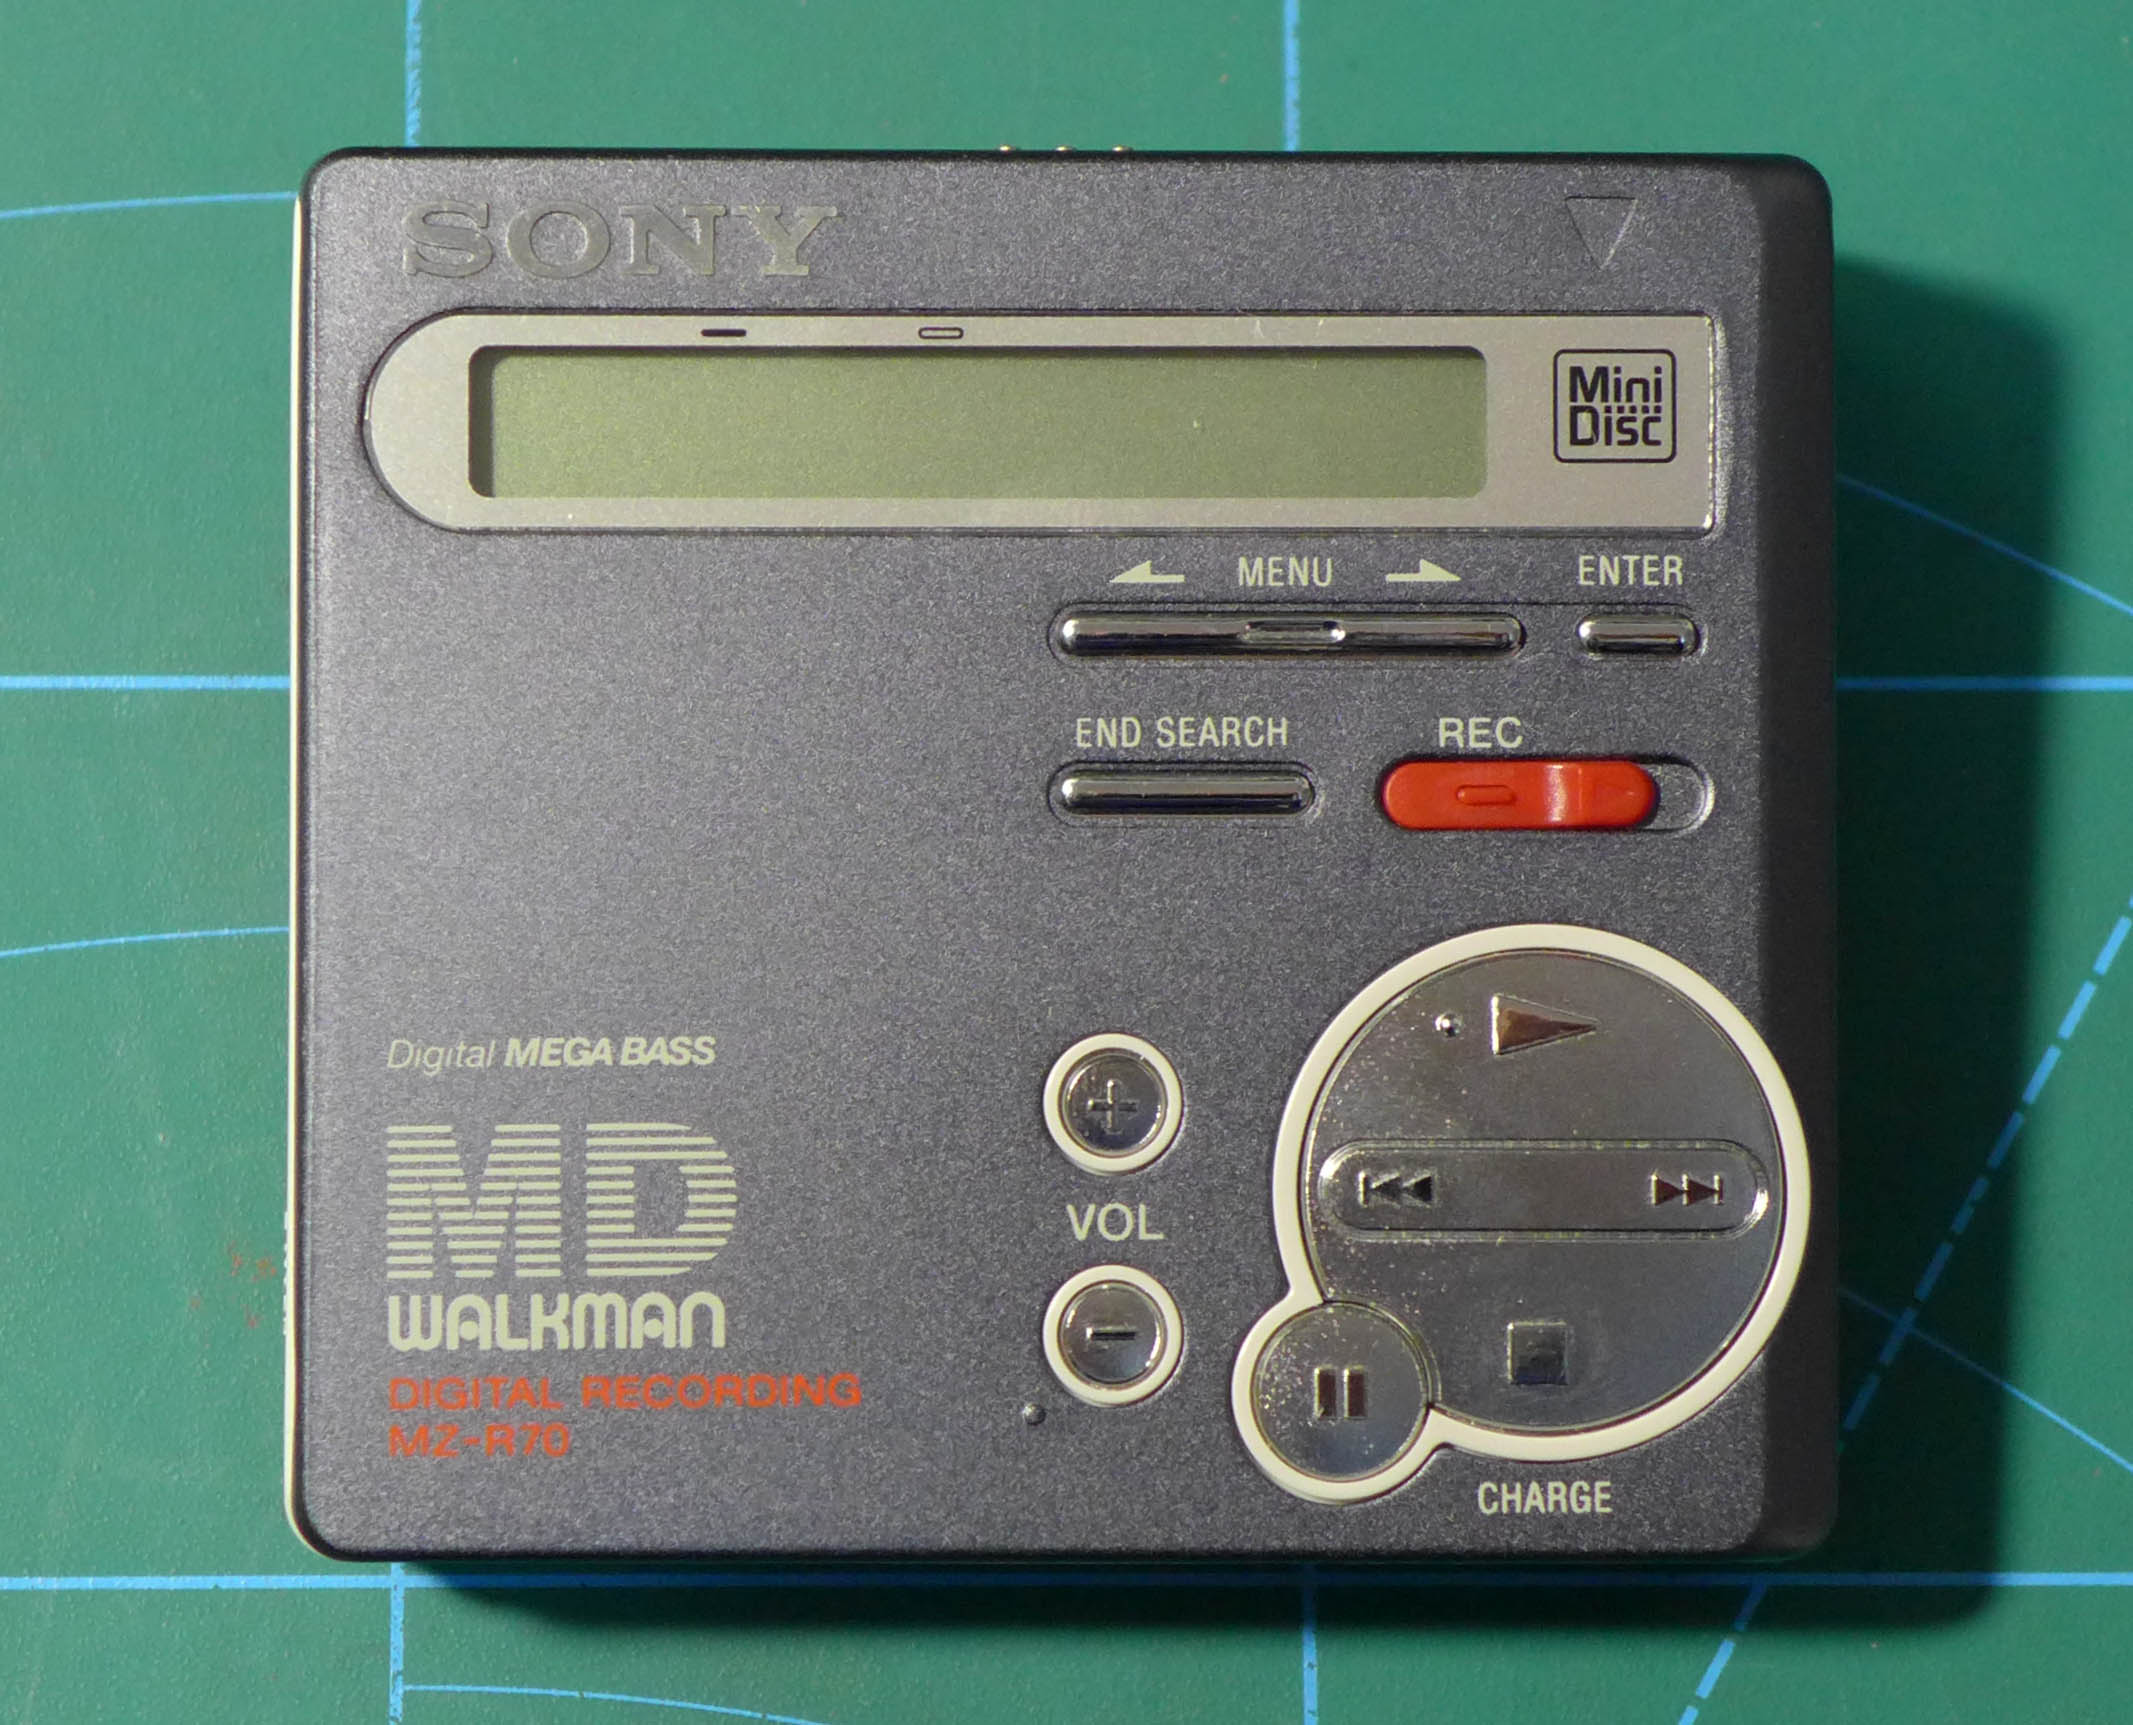 SONY
Mini
Disc
MENU
ENTER
END SEARCH
REC
Digital MEGA BASS
MD
WALKMAN
VOL
DIGITAL RECORDING
MZ-R70
CHARGE